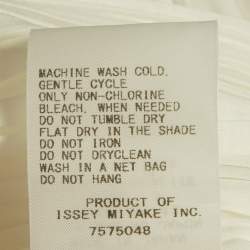 MACHINE WASH COLD.
GENTLE CYCLE
ONLY NON-CHLORINE
BLEACH, WHEN NEEDED
DO NOT TUMBLE DRY
FLAT DRY IN THE SHADE
DO NOT IRON
DO NOT DRYCLEAN
WASH IN A NET BAG
DO NOT HANG
PRODUCT OF
ISSEY MIYAKE INC.
7575048